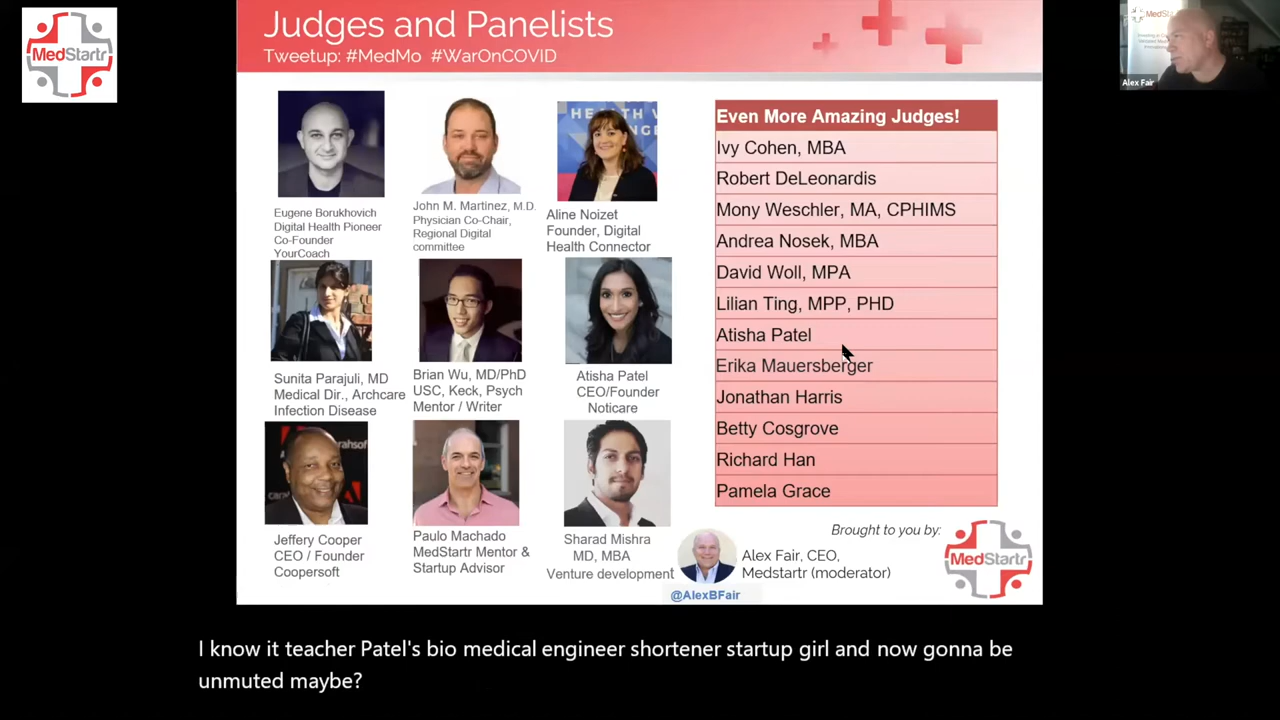 MedStartr
Judges and Panelists
Tweetup: #MedMo #WarOnCOVID
Alex Fair
Eugene Borukhovich
Digital Health Pioneer
Co-Founder
YourCoach
John M. Martinez, M.D.
Physician Co-Chair,
Regional Digital
committee
Aline Noizet
Founder, Digital
Health Connector
Sunita Parajuli, MD
Medical Dir., Archcare
Infection Disease
Brian Wu, MD/PhD
USC, Keck, Psych
Mentor / Writer
Atisha Patel
CEO/Founder
Noticare
Jeffery Cooper
CEO / Founder
Coopersoft
Paulo Machado
MedStartr Mentor &
Startup Advisor
Sharad Mishra
MD, MBA
Venture development
Even More Amazing Judges!
Ivy Cohen, MBA
Robert DeLeonardis
Mony Weschler, MA, CPHIMS
Andrea Nosek, MBA
David Woll, MPA
Lilian Ting, MPP, PHD
Atisha Patel
Erika Mauersberger
Jonathan Harris
Betty Cosgrove
Richard Han
Pamela Grace
Brought to you by:
MedStartr
Alex Fair, CEO,
Medstartr (moderator)
@AlexBFair
I know it teacher Patel's bio medical engineer shortener startup girl and now gonna be
unmuted maybe?